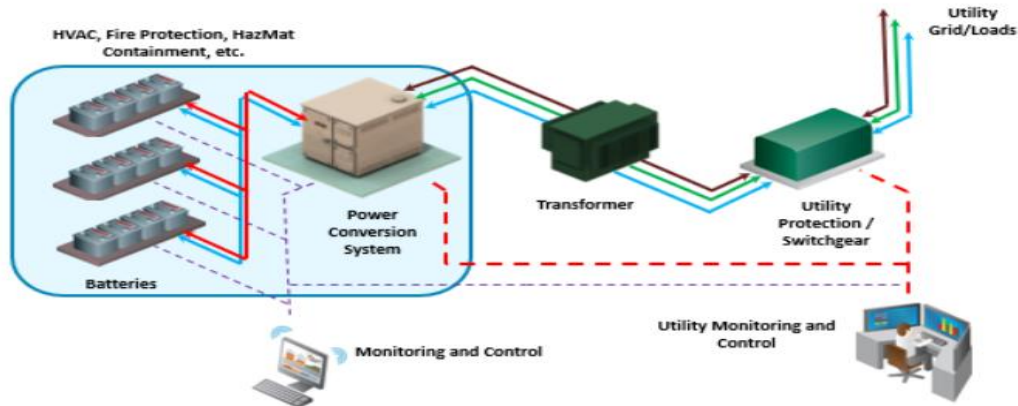 HVAC, Fire Protection, HazMat
Containment, etc.
Utility
Grid/Loads
Power
Conversion
System
Transformer
Utility
Protection /
Switchgear
Batteries
Monitoring and Control
Utility Monitoring and
Control